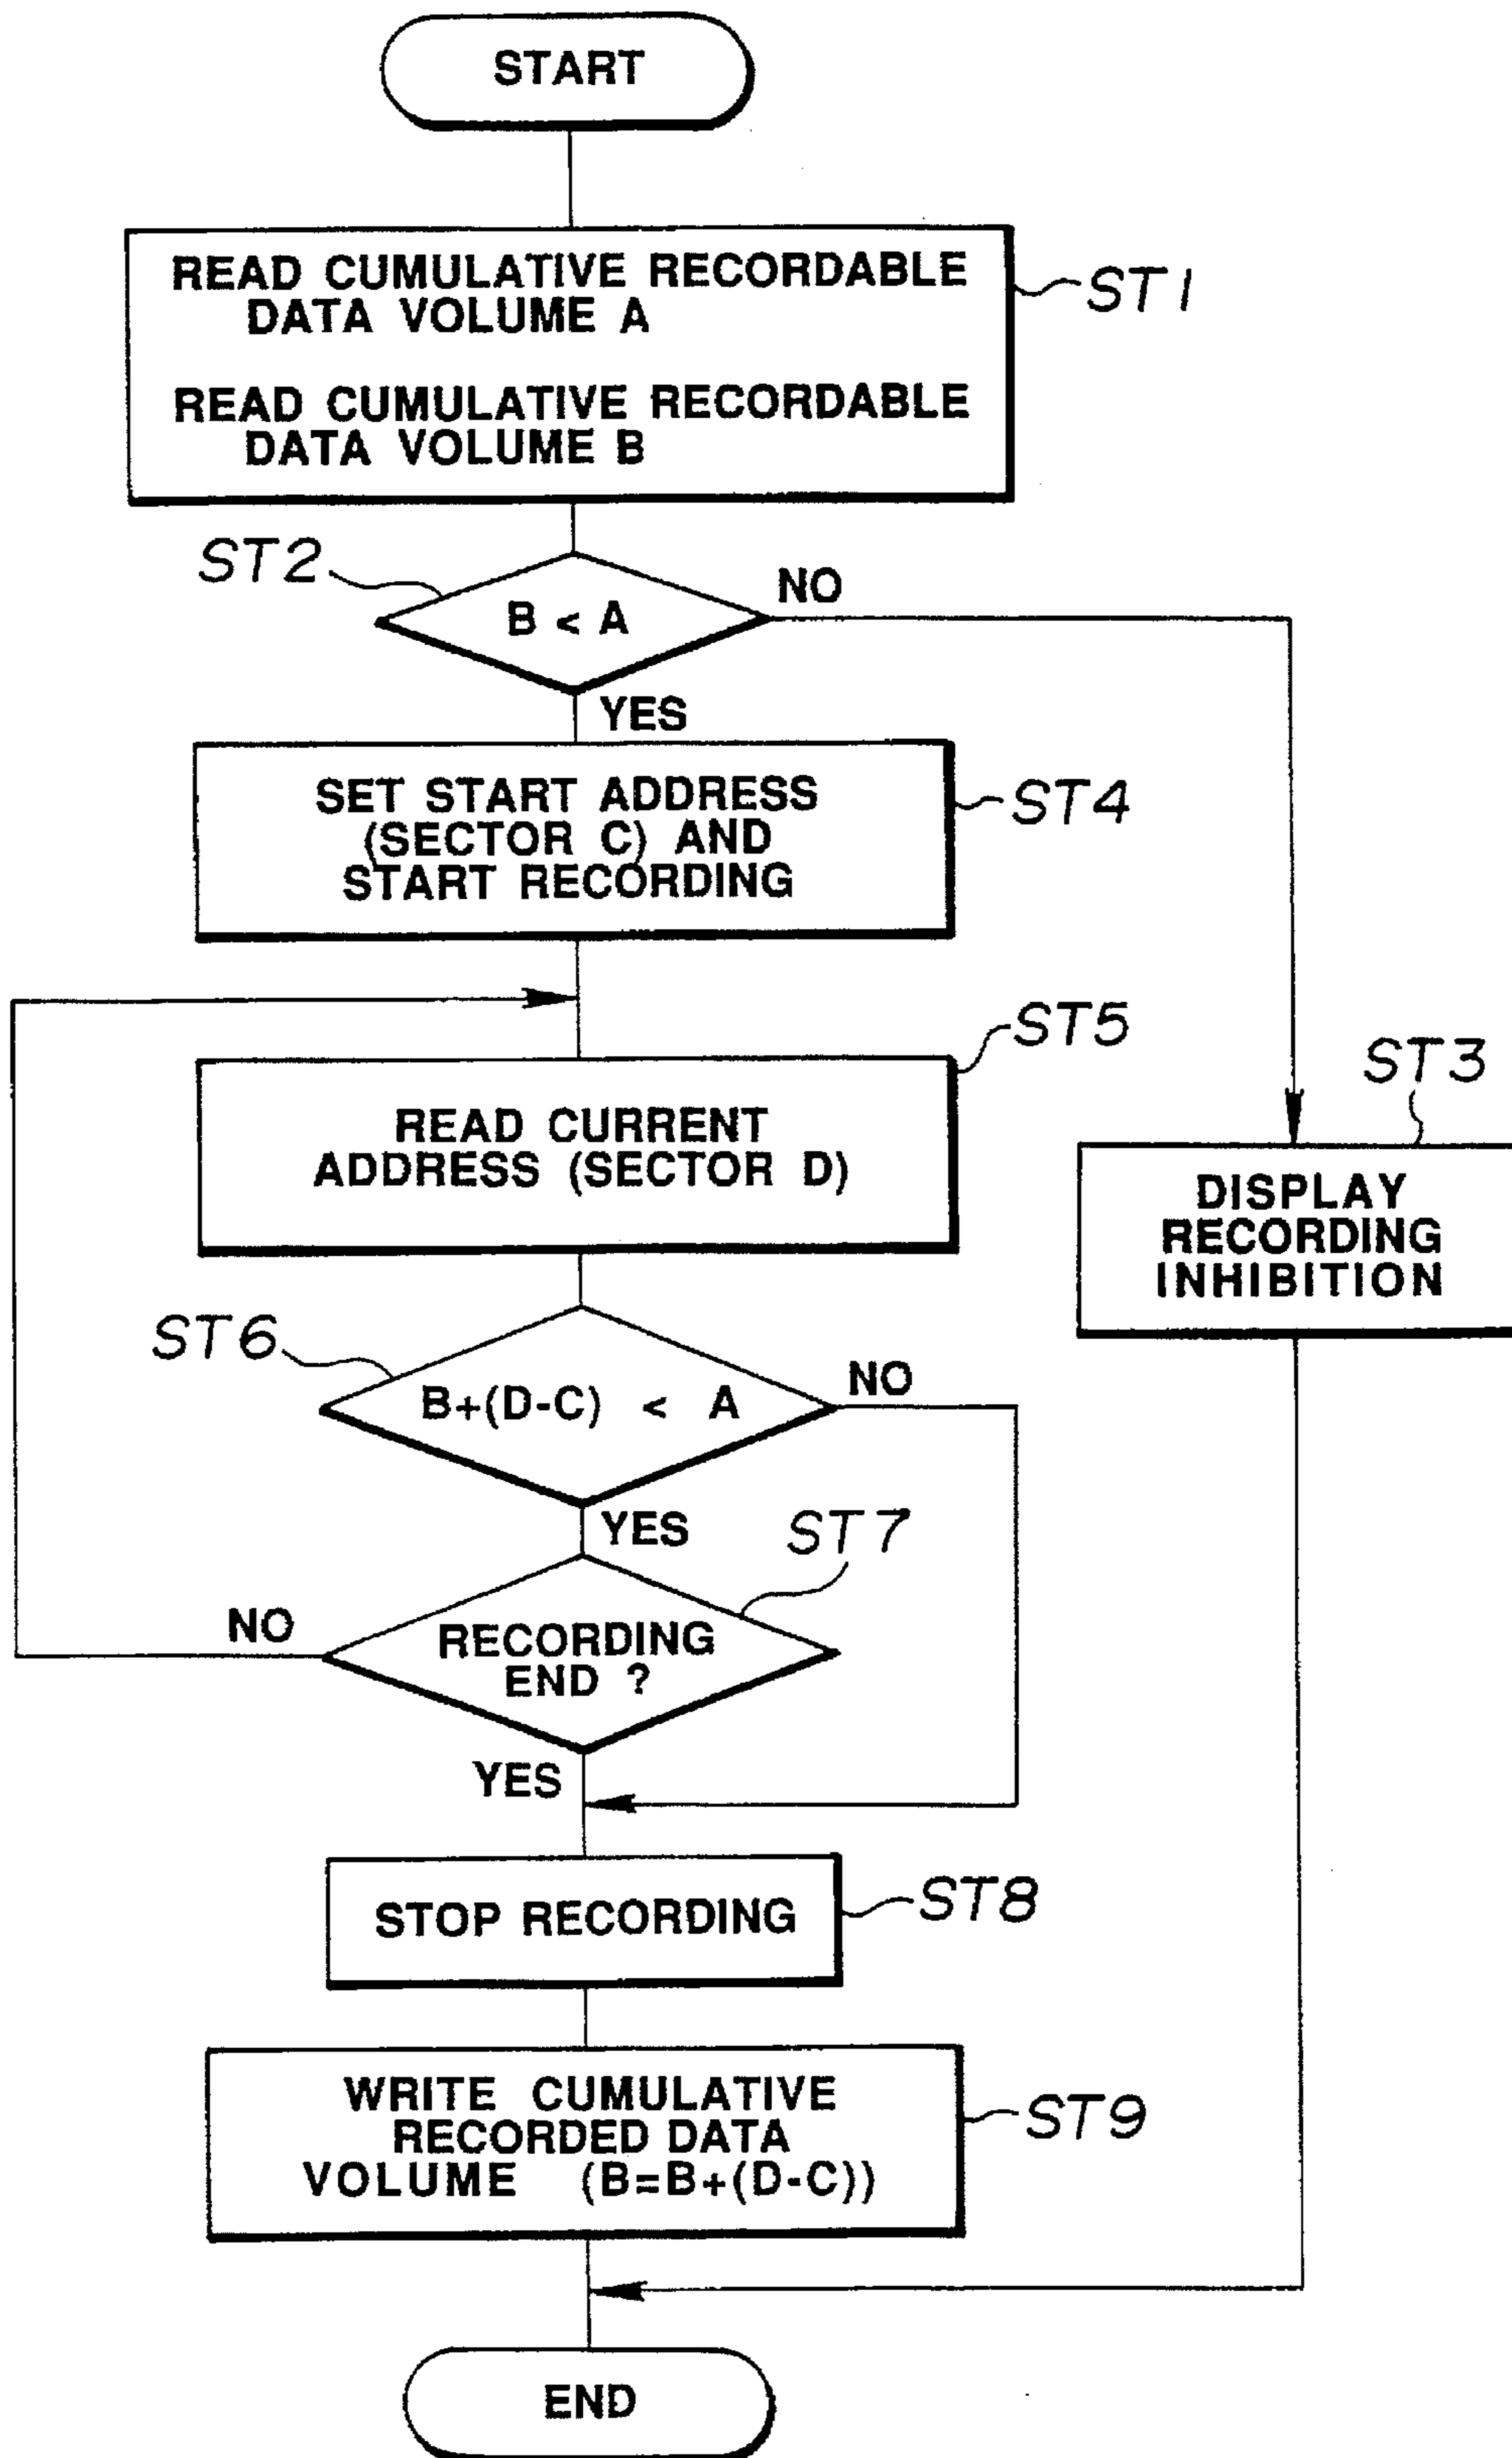 START
READ CUMULATIVE RECORDABLE
DATA VOLUME A
READ CUMULATIVE RECORDABLE
DATA VOLUME B
ST1
ST2
B < A
NO
YES
SET START ADDRESS
(SECTOR C) AND
START RECORDING
ST4
READ CURRENT
ADDRESS (SECTOR D)
ST5
ST3
DISPLAY
RECORDING
INHIBITION
ST6
B+(D-C) < A
NO
YES
ST7
RECORDING
END ?
NO
YES
STOP RECORDING
ST8
WRITE CUMULATIVE
RECORDED DATA
VOLUME (B=B+(D-C))
ST9
END